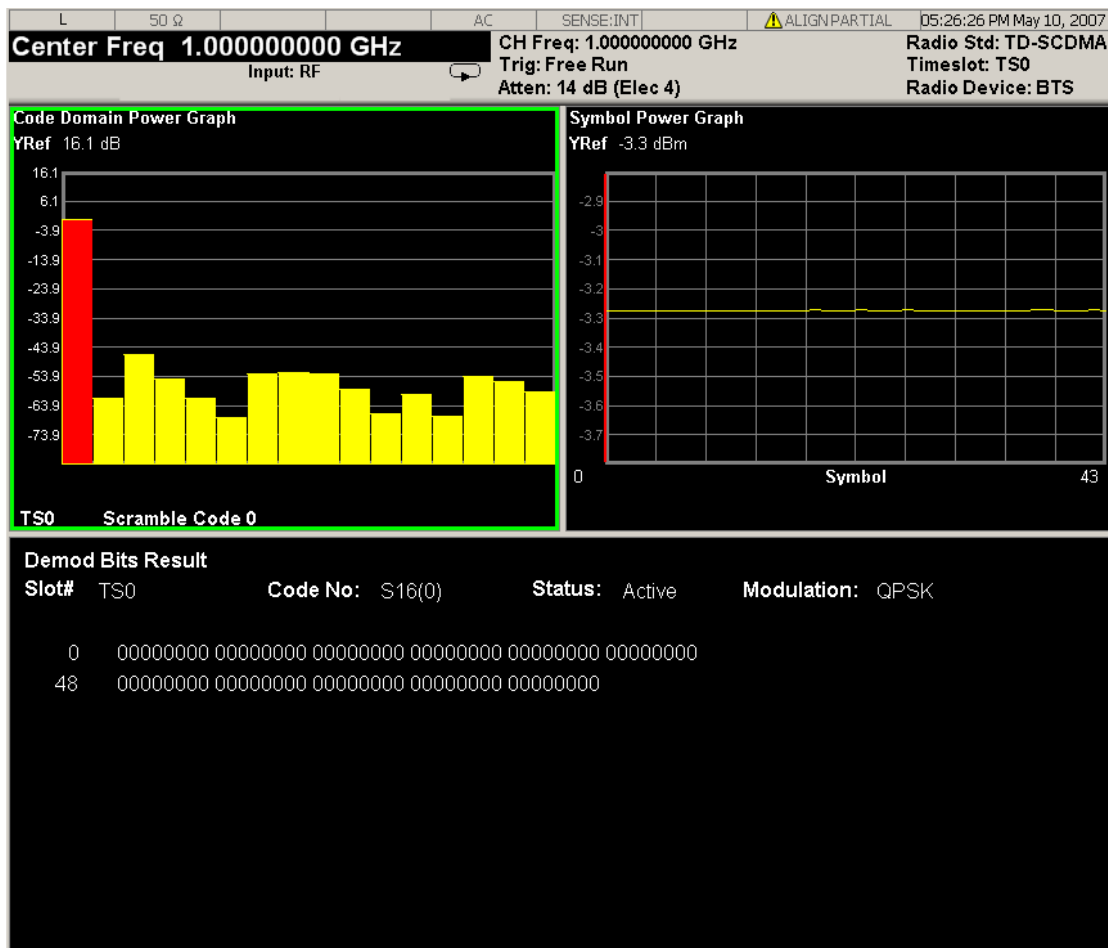 L 50 Ω AC SENSE:INT ALIGN PARTIAL 05:26:26 PM May 10, 2007
Center Freq 1.000000000 GHz
Input: RF
CH Freq: 1.000000000 GHz
Trig: Free Run
Atten: 14 dB (Elec 4)
Radio Std: TD-SCDMA
Timeslot: TS0
Radio Device: BTS
Code Domain Power Graph
YRef 16.1 dB
16.1
6.1
-3.9
-13.9
-23.9
-33.9
-43.9
-53.9
-63.9
-73.9
TS0 Scramble Code 0
Symbol Power Graph
YRef -3.3 dBm
-2.9
-3
-3.1
-3.2
-3.3
-3.4
-3.5
-3.6
-3.7
0 Symbol 43
Demod Bits Result
Slot# TS0 Code No: S16(0) Status: Active Modulation: QPSK
0 00000000 00000000 00000000 00000000 00000000 00000000
48 00000000 00000000 00000000 00000000 00000000